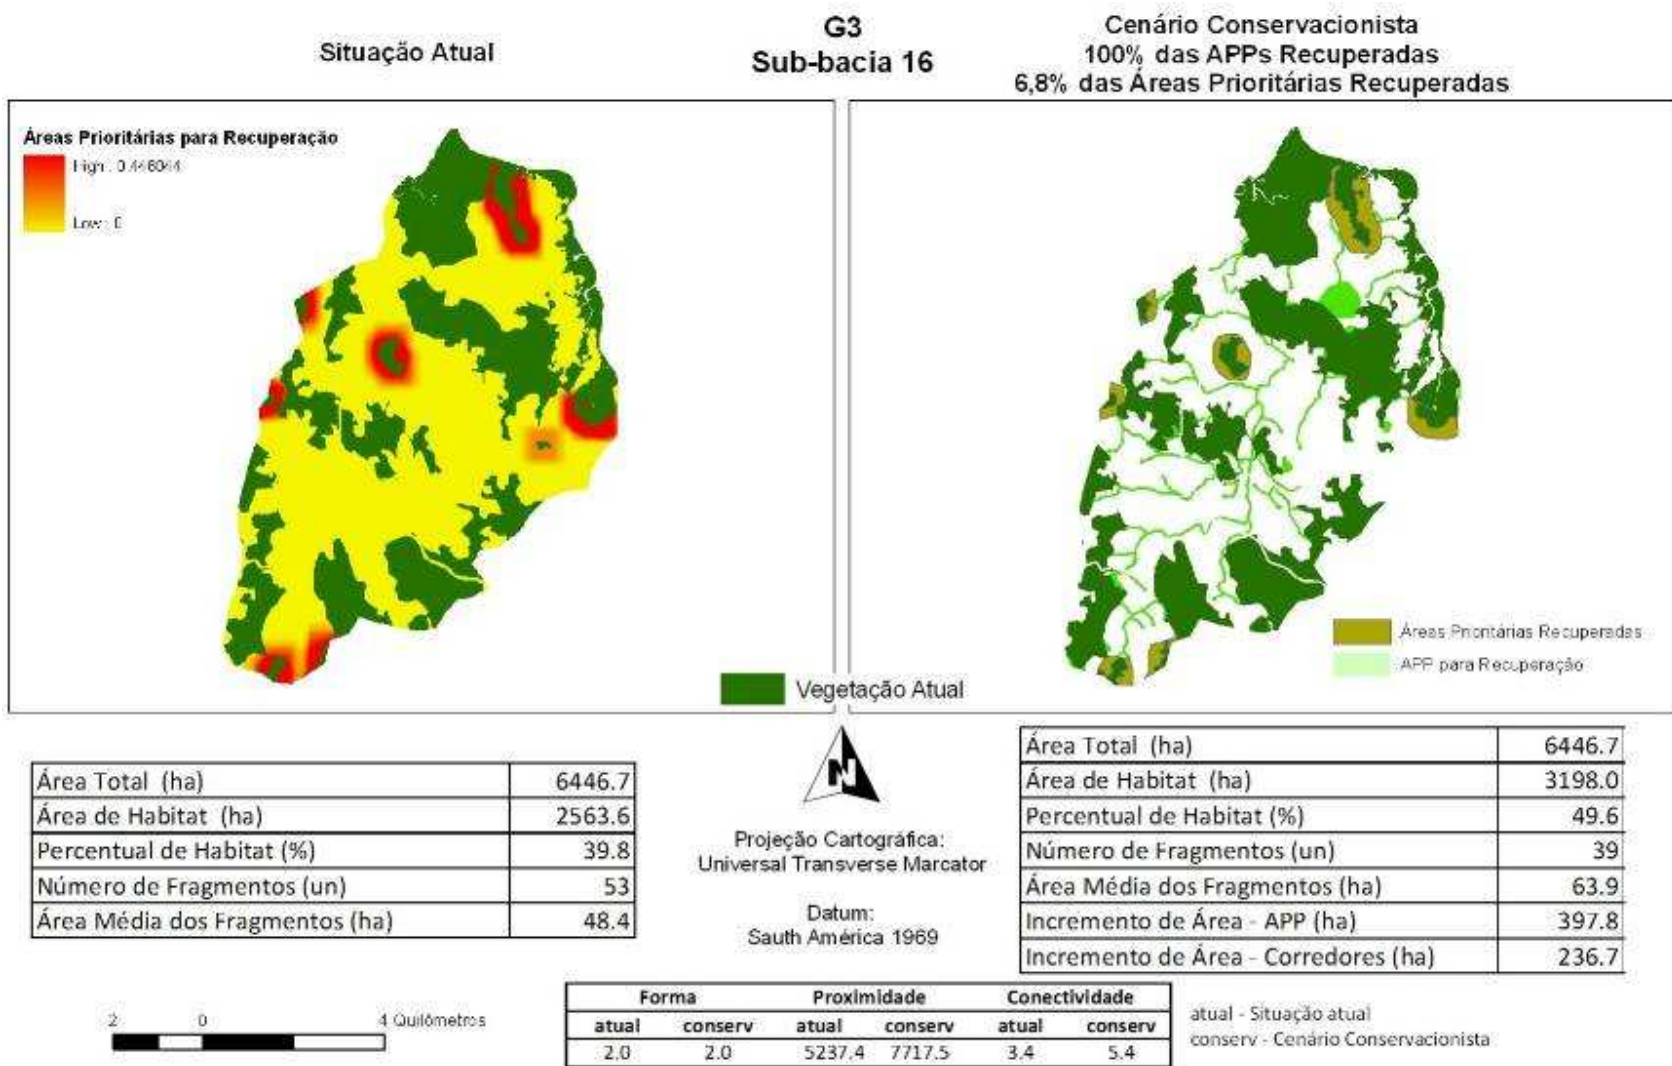 G3
Sub-bacia 16
Situação Atual
Cenário Conservacionista
100% das APPs Recuperadas
6,8% das Áreas Prioritárias Recuperadas
Áreas Prioritárias para Recuperação
High : 0.446044
Low : 0
Áreas Prioritárias Recuperadas
APP para Recuperação
Vegetação Atual
Área Total (ha) 6446.7
Área de Habitat (ha) 2563.6
Percentual de Habitat (%) 39.8
Número de Fragmentos (un) 53
Área Média dos Fragmentos (ha) 48.4
N
Projeção Cartográfica:
Universal Transverse Marcator
Datum:
Sauth América 1969
Área Total (ha) 6446.7
Área de Habitat (ha) 3198.0
Percentual de Habitat (%) 49.6
Número de Fragmentos (un) 39
Área Média dos Fragmentos (ha) 63.9
Incremento de Área - APP (ha) 397.8
Incremento de Área - Corredores (ha) 236.7
2 0 4 Quilômetros
Forma Proximidade Conectividade
atual conserv atual conserv atual conserv
2.0 2.0 5237.4 7717.5 3.4 5.4
atual - Situação atual
conserv - Cenário Conservacionista